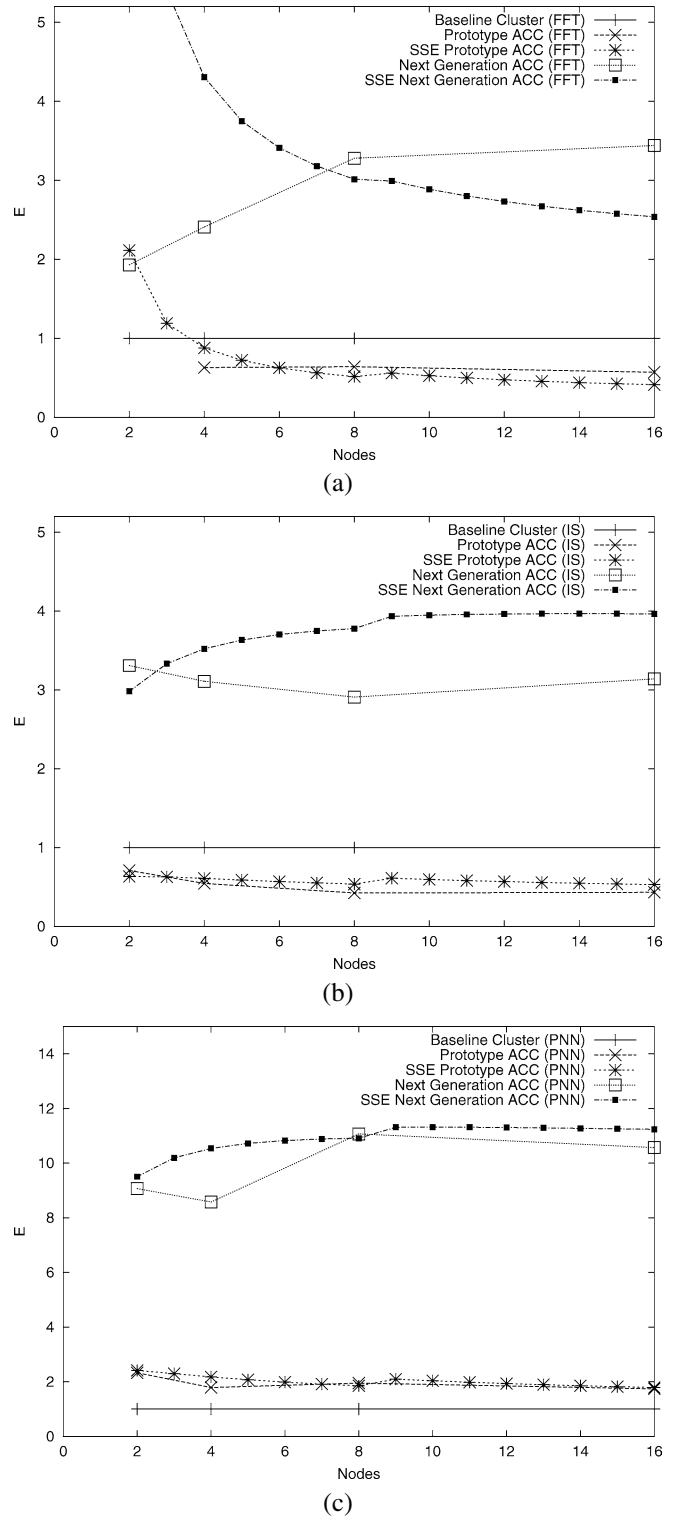 Baseline Cluster (FFT)
Prototype ACC (FFT)
SSE Prototype ACC (FFT)
Next Generation ACC (FFT)
SSE Next Generation ACC (FFT)
5
4
3
2
1
0
E
0 2 4 6 8 10 12 14 16
Nodes
(a)
Baseline Cluster (IS)
Prototype ACC (IS)
SSE Prototype ACC (IS)
Next Generation ACC (IS)
SSE Next Generation ACC (IS)
5
4
3
2
1
0
E
0 2 4 6 8 10 12 14 16
Nodes
(b)
Baseline Cluster (PNN)
Prototype ACC (PNN)
SSE Prototype ACC (PNN)
Next Generation ACC (PNN)
SSE Next Generation ACC (PNN)
14
12
10
8
6
4
2
0
E
0 2 4 6 8 10 12 14 16
Nodes
(c)